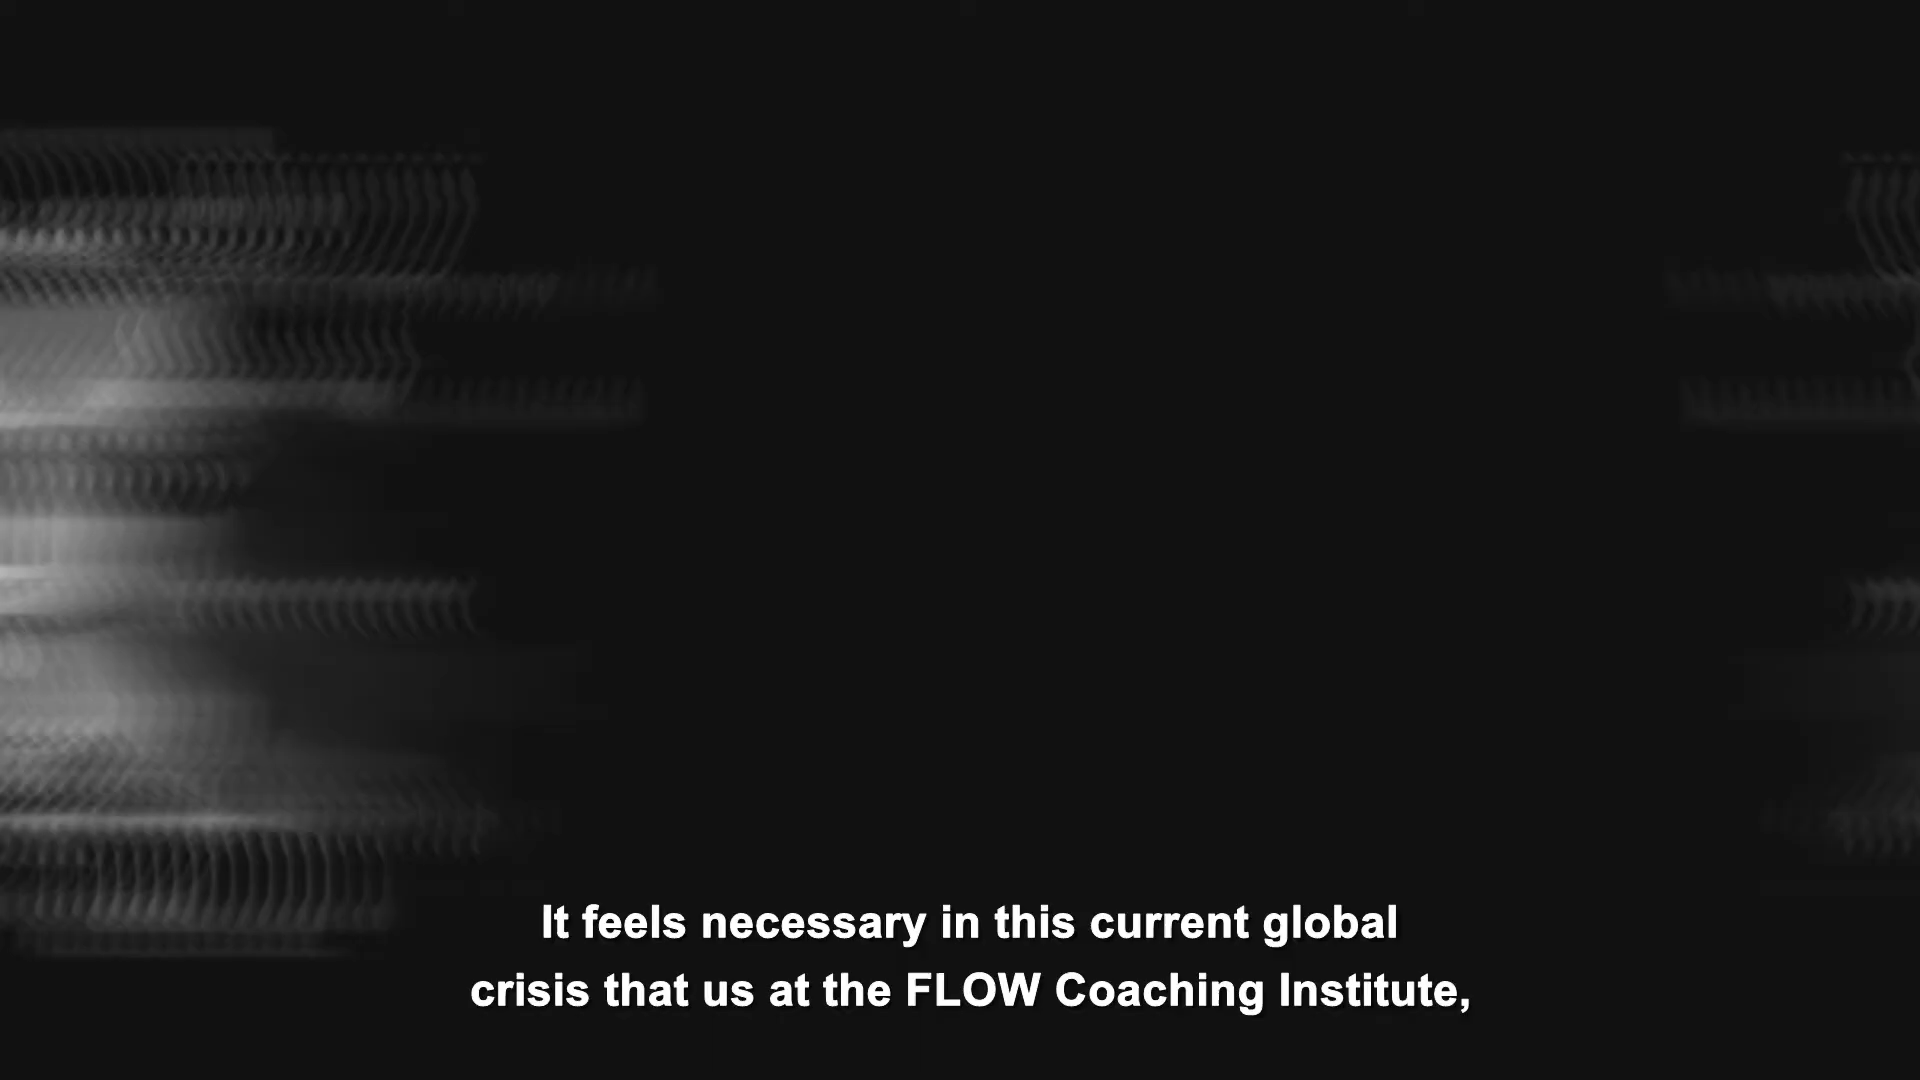 It feels necessary in this current global
crisis that us at the FLOW Coaching Institute,